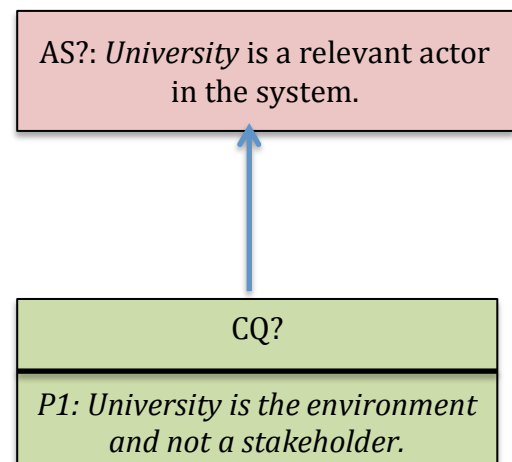 AS?: University is a relevant actor
in the system.
CQ?
P1: University is the environment
and not a stakeholder.